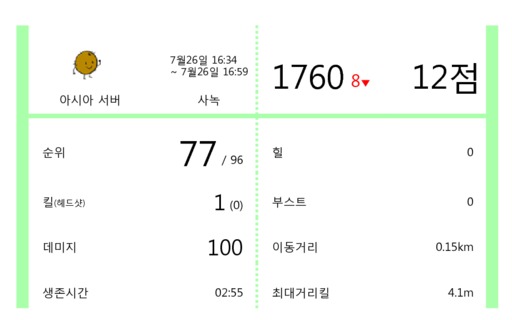 7월26일 16:34
~ 7월26일 16:59
아시아 서버
사녹
1760 8▼
12점
순위
77 / 96
킬(헤드샷)
1 (0)
데미지
100
생존시간
02:55
힐
0
부스트
0
이동거리
0.15km
최대거리킬
4.1m